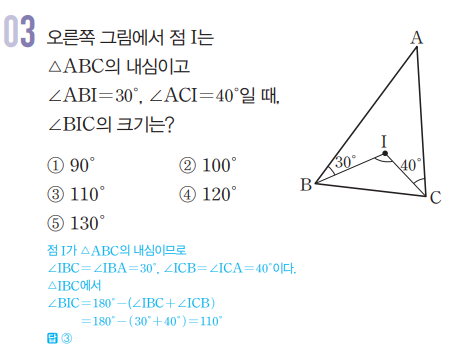 03 오른쪽 그림에서 점 I는
△ABC의 내심이고
∠ABI=30°, ∠ACI=40°일 때,
∠BIC의 크기는?
① 90° ② 100°
③ 110° ④ 120°
⑤ 130°
A
I
30°
40°
B
C
점 I가 △ABC의 내심이므로
∠IBC=∠IBA=30°, ∠ICB=∠ICA=40°이다.
△IBC에서
∠BIC=180°-(∠IBC+∠ICB)
=180°-(30°+40°)=110°
답 ③